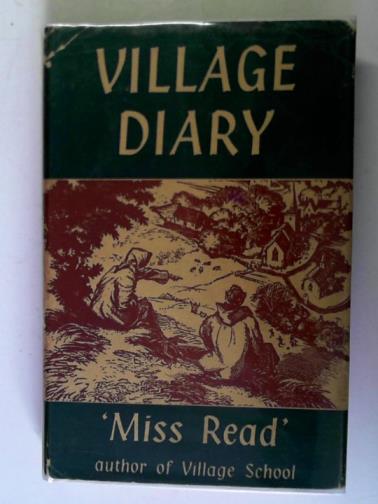 VILLAGE
DIARY
'Miss Read'
author of Village School